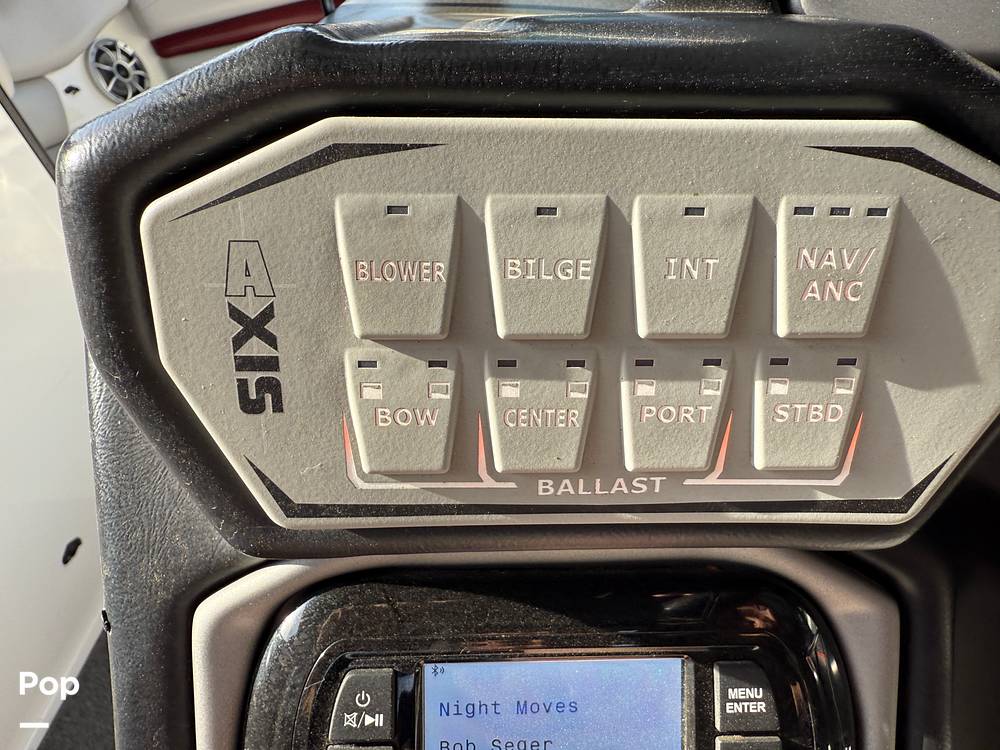 AXIS
BLOWER
BILGE
INT
NAV/
ANC
BOW
CENTER
PORT
STBD
BALLAST
Night Moves
Bob Seger
MENU
ENTER
Pop